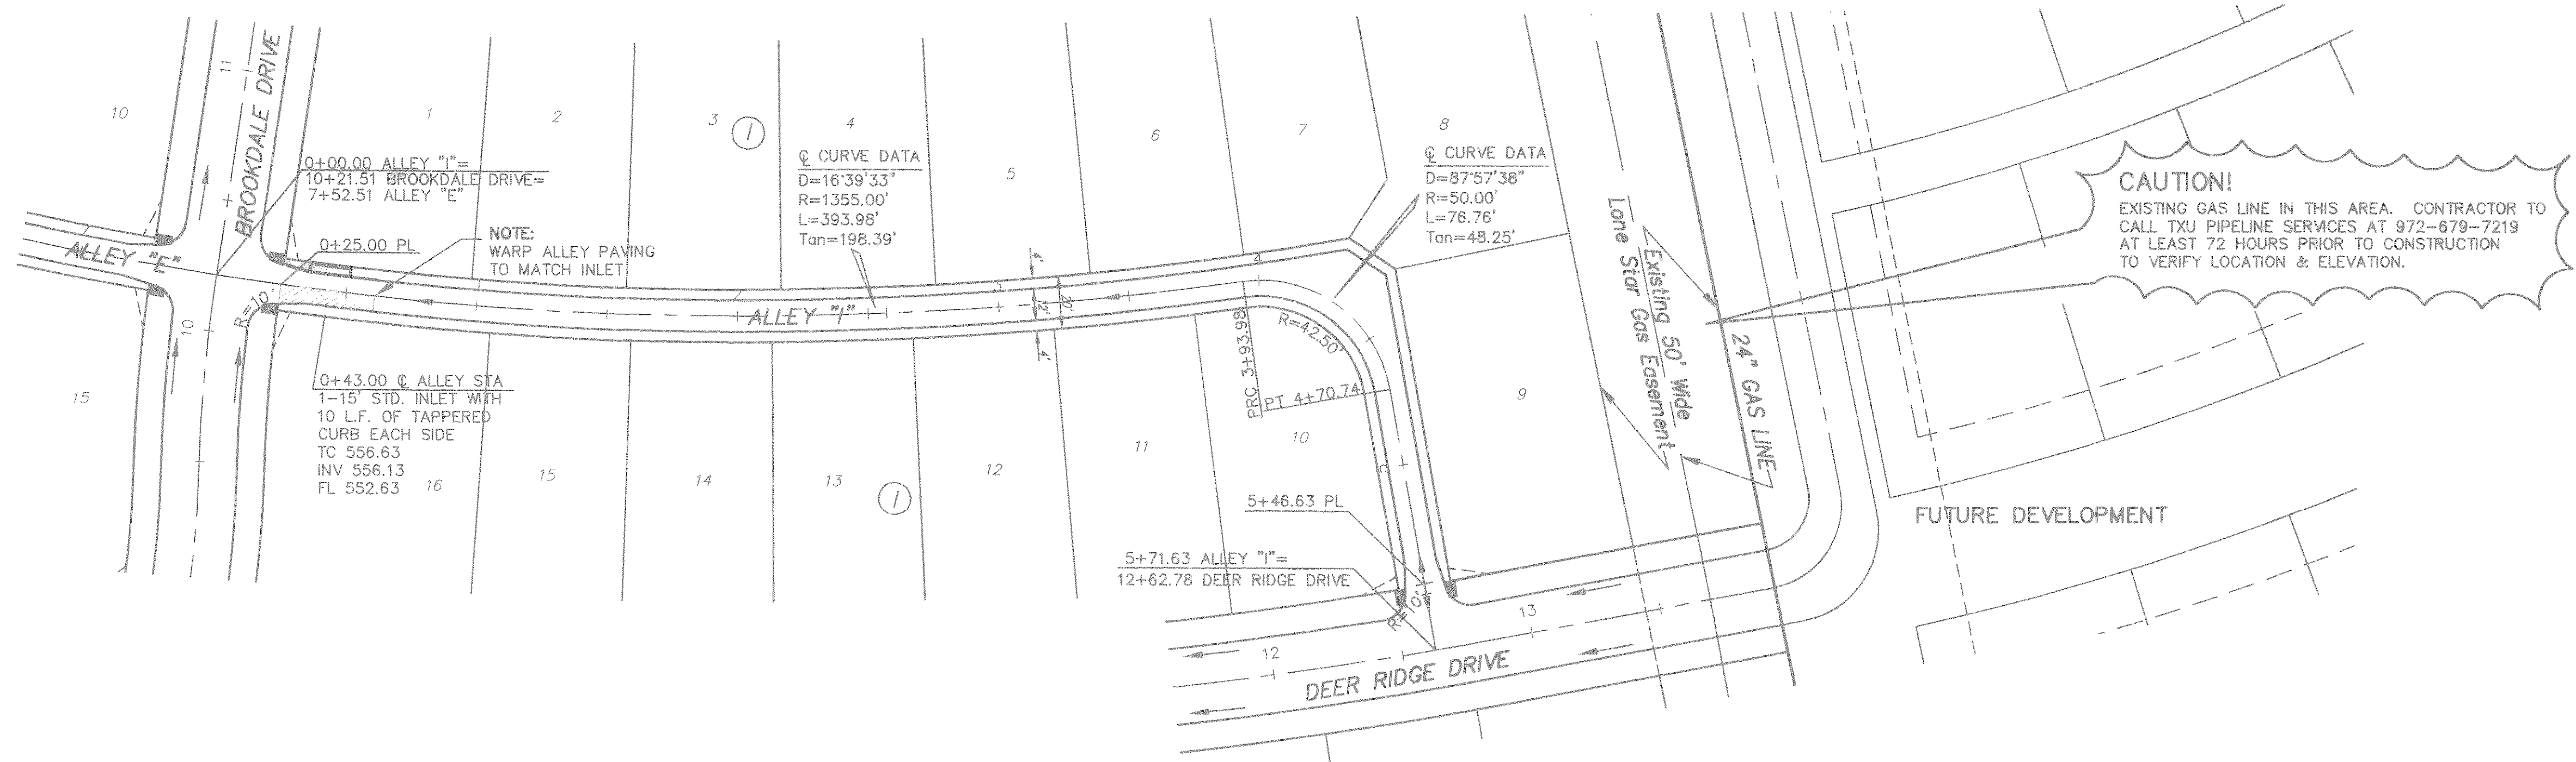 10
11
BROOKDALE DRIVE
0+00.00 ALLEY "I"=
10+21.51 BROOKDALE DRIVE=
7+52.51 ALLEY "E"
ALLEY "E"
0+25.00 PL
NOTE:
WARP ALLEY PAVING
TO MATCH INLET
R=10'
10
15
0+43.00 ℄ ALLEY STA
1-15' STD. INLET WITH
10 L.F. OF TAPPERED
CURB EACH SIDE
TC 556.63
INV 556.13
FL 552.63
1
2
3
1
4
5
6
7
8
℄ CURVE DATA
D=16°39'33"
R=1355.00'
L=393.98'
Tan=198.39'
℄ CURVE DATA
D=87°57'38"
R=50.00'
L=76.76'
Tan=48.25'
1
2
3
4
5
ALLEY "I"
4'
12'
20'
4'
PRC 3+93.98
R=42.50'
PT 4+70.74
16
15
14
13
1
12
11
10
9
5+46.63 PL
5+71.63 ALLEY "I"=
12+62.78 DEER RIDGE DRIVE
R=10'
12
13
DEER RIDGE DRIVE
Existing 50' Wide
Lone Star Gas Easement
24" GAS LINE
CAUTION!
EXISTING GAS LINE IN THIS AREA. CONTRACTOR TO
CALL TXU PIPELINE SERVICES AT 972-679-7219
AT LEAST 72 HOURS PRIOR TO CONSTRUCTION
TO VERIFY LOCATION & ELEVATION.
FUTURE DEVELOPMENT